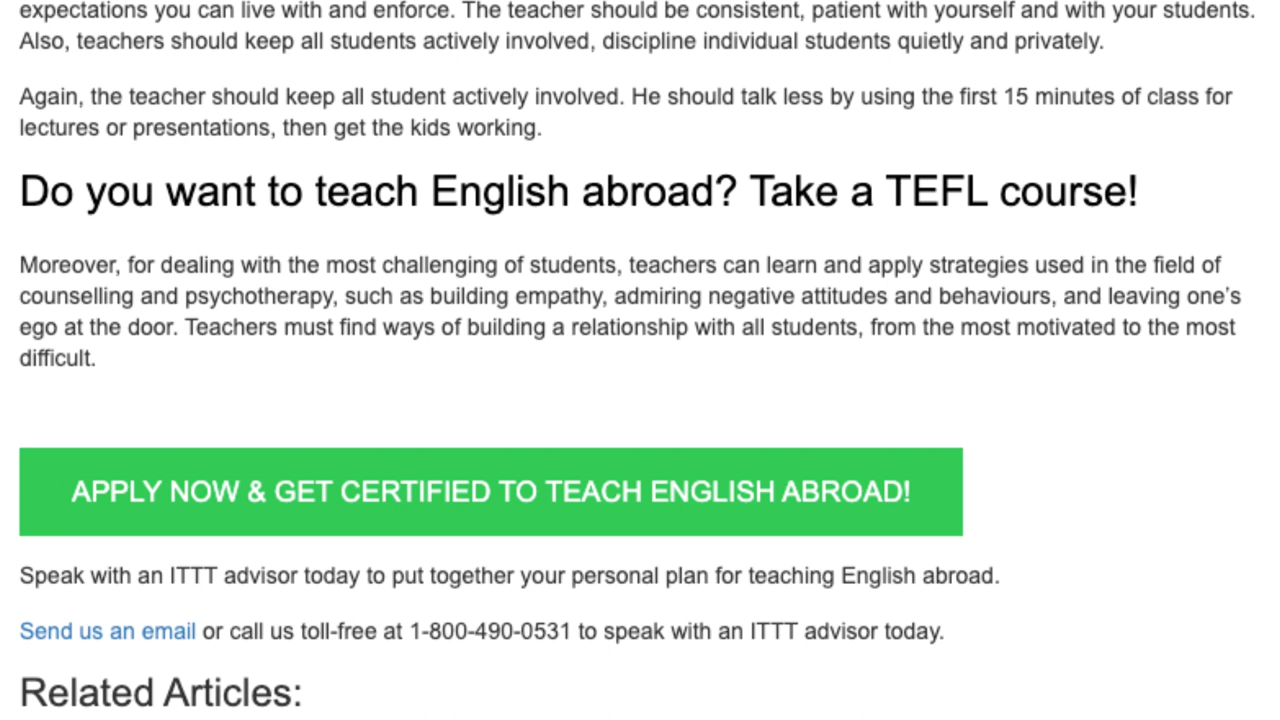 expectations you can live with and enforce. The teacher should be consistent, patient with yourself and with your students.
Also, teachers should keep all students actively involved, discipline individual students quietly and privately.
Again, the teacher should keep all student actively involved. He should talk less by using the first 15 minutes of class for
lectures or presentations, then get the kids working.
Do you want to teach English abroad? Take a TEFL course!
Moreover, for dealing with the most challenging of students, teachers can learn and apply strategies used in the field of
counselling and psychotherapy, such as building empathy, admiring negative attitudes and behaviours, and leaving one’s
ego at the door. Teachers must find ways of building a relationship with all students, from the most motivated to the most
difficult.
APPLY NOW & GET CERTIFIED TO TEACH ENGLISH ABROAD!
Speak with an ITTT advisor today to put together your personal plan for teaching English abroad.
Send us an email or call us toll-free at 1-800-490-0531 to speak with an ITTT advisor today.
Related Articles: